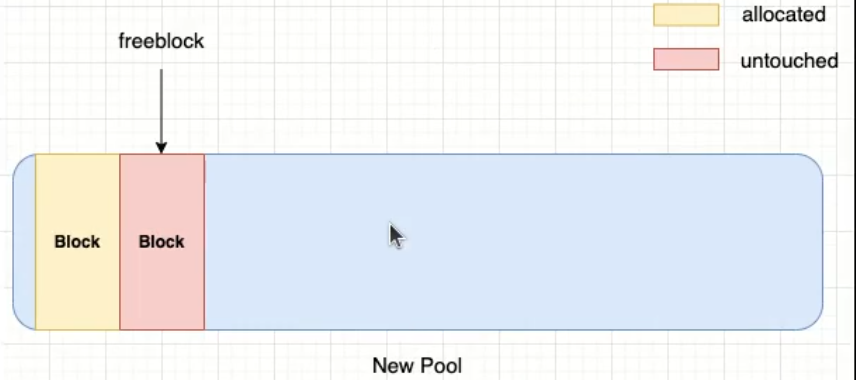 allocated
freeblock
untouched
Block
Block
New Pool